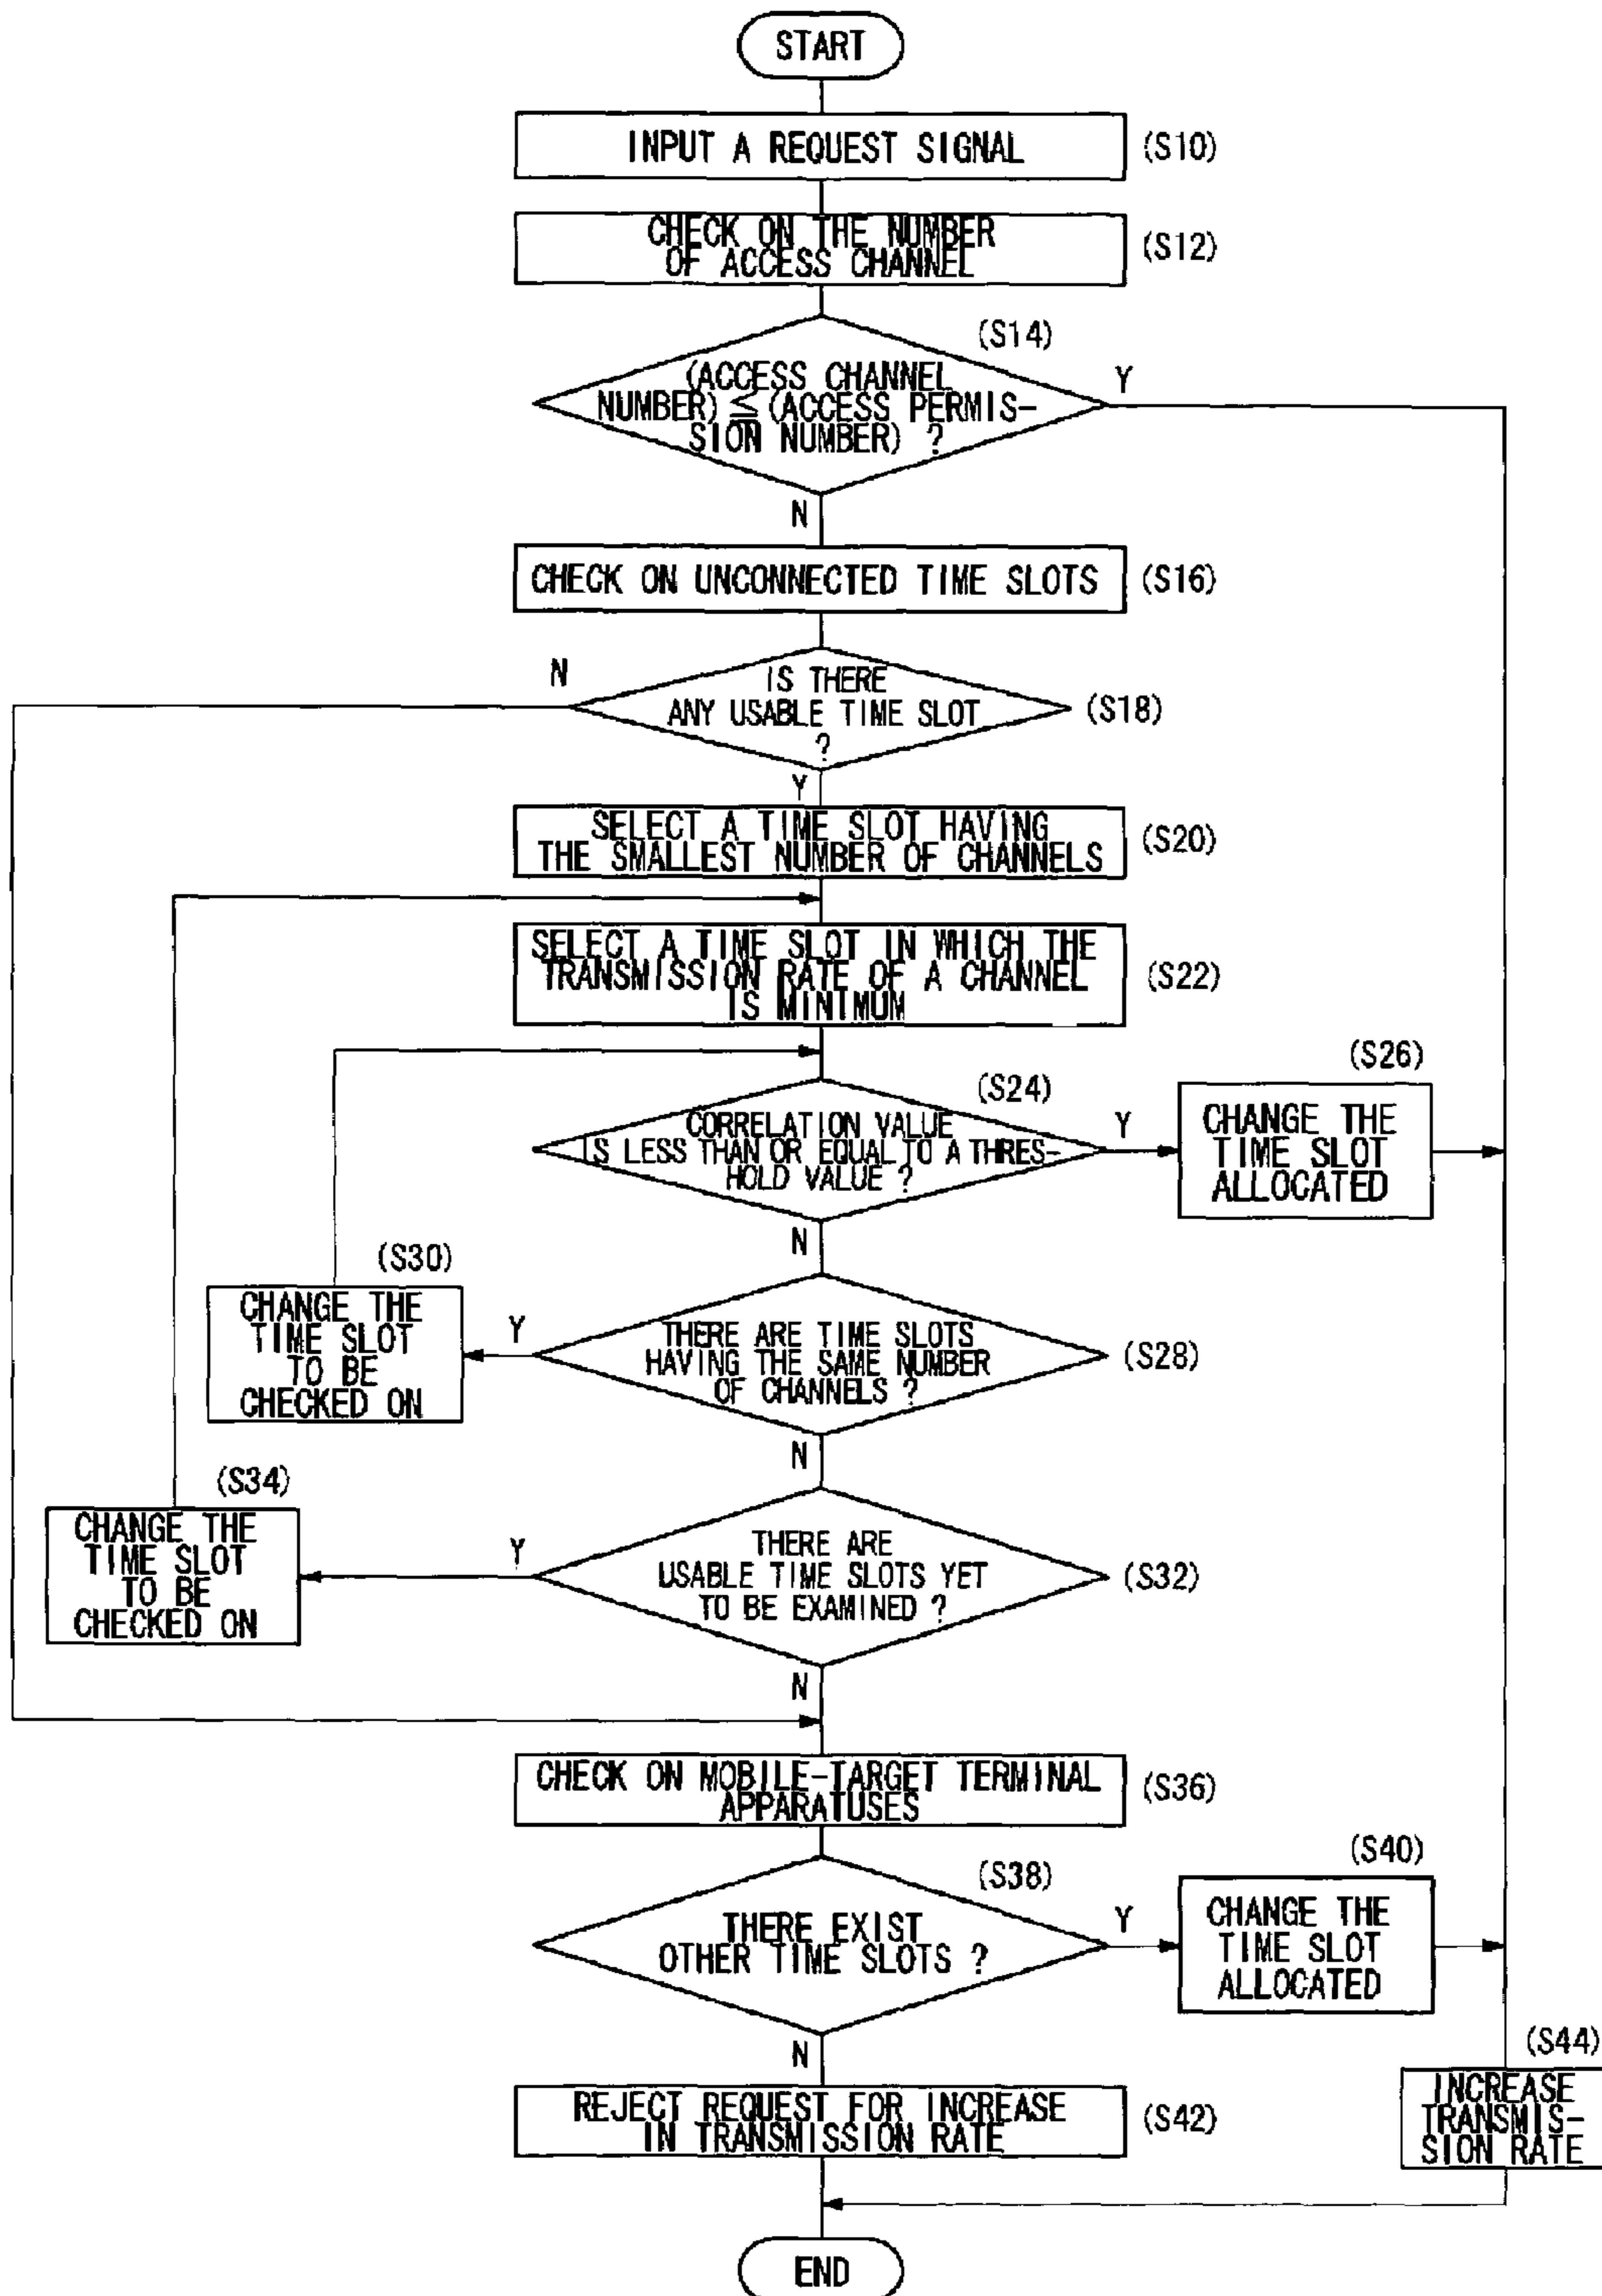 START
INPUT A REQUEST SIGNAL
(S10)
CHECK ON THE NUMBER
OF ACCESS CHANNEL
(S12)
(S14)
(ACCESS CHANNEL
NUMBER) ≦ (ACCESS PERMIS-
SION NUMBER) ?
Y
N
CHECK ON UNCONNECTED TIME SLOTS
(S16)
N
IS THERE
ANY USABLE TIME SLOT
?
(S18)
Y
SELECT A TIME SLOT HAVING
THE SMALLEST NUMBER OF CHANNELS
(S20)
SELECT A TIME SLOT IN WHICH THE
TRANSMISSION RATE OF A CHANNEL
IS MINIMUM
(S22)
(S24)
CORRELATION VALUE
IS LESS THAN OR EQUAL TO A THRES-
HOLD VALUE ?
Y
(S26)
CHANGE THE
TIME SLOT
ALLOCATED
N
(S30)
CHANGE THE
TIME SLOT
TO BE
CHECKED ON
Y
THERE ARE TIME SLOTS
HAVING THE SAME NUMBER
OF CHANNELS ?
(S28)
N
(S34)
CHANGE THE
TIME SLOT
TO BE
CHECKED ON
Y
THERE ARE
USABLE TIME SLOTS YET
TO BE EXAMINED ?
(S32)
N
CHECK ON MOBILE-TARGET TERMINAL
APPARATUSES
(S36)
(S38)
THERE EXIST
OTHER TIME SLOTS ?
Y
(S40)
CHANGE THE
TIME SLOT
ALLOCATED
N
REJECT REQUEST FOR INCREASE
IN TRANSMISSION RATE
(S42)
(S44)
INCREASE
TRANSMIS-
SION RATE
END